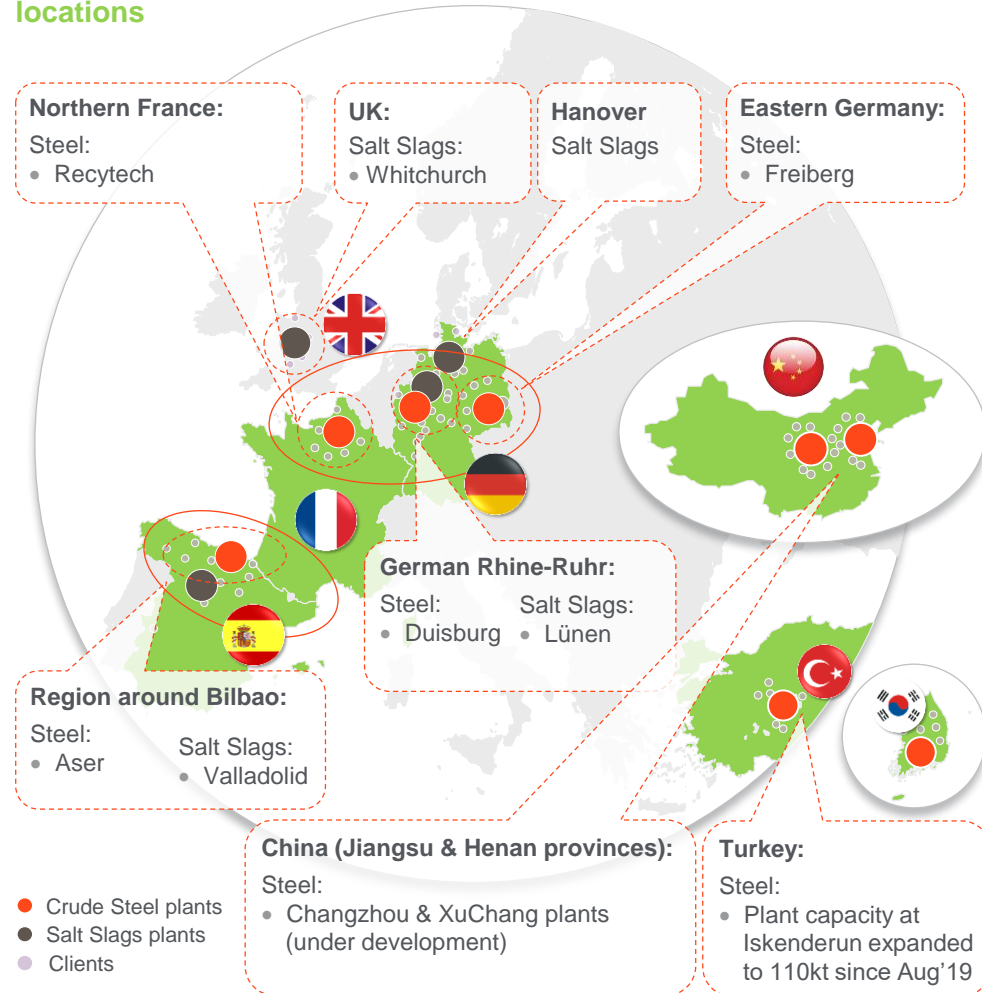 locations
Northern France:
Steel:
• Recytech
UK:
Salt Slags:
• Whitchurch
Hanover
Salt Slags
Eastern Germany:
Steel:
• Freiberg
German Rhine-Ruhr:
Steel:
• Duisburg
Salt Slags:
• Lünen
Region around Bilbao:
Steel:
• Aser
Salt Slags:
• Valladolid
China (Jiangsu & Henan provinces):
Steel:
• Changzhou & XuChang plants
(under development)
Turkey:
Steel:
• Plant capacity at
Iskenderun expanded
to 110kt since Aug'19
Crude Steel plants
Salt Slags plants
Clients